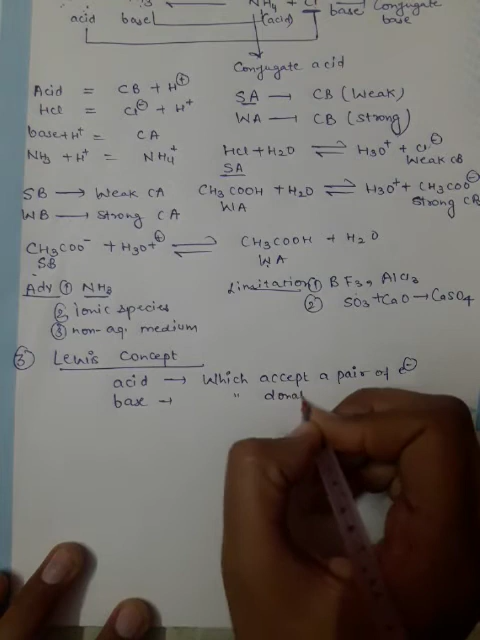 NH4 + Cl
acid base (acid) base Conjugate base
Conjugate acid
Acid = CB + H⊕
Hcl = Cl⊖ + H+
base + H+ = CA
NH3 + H+ = NH4+
SA → CB (Weak)
WA → CB (strong)
Hcl + H2O ⇌ H3O+ + Cl⊖
SA Weak CB
SB → Weak CA
WB → strong CA
CH3COOH + H2O ⇌ H3O+ + CH3COO⊖
WA Strong CB
CH3COO- + H3O+⊕ ⇌ CH3COOH + H2O
SB WA
Adv ① NH3
② ionic species
③ non-aq. medium
Limitation ① BF3, AlCl3
② SO3 + CaO → CaSO4
③ Lewis Concept
acid → Which accept a pair of e⊖
base → " donat